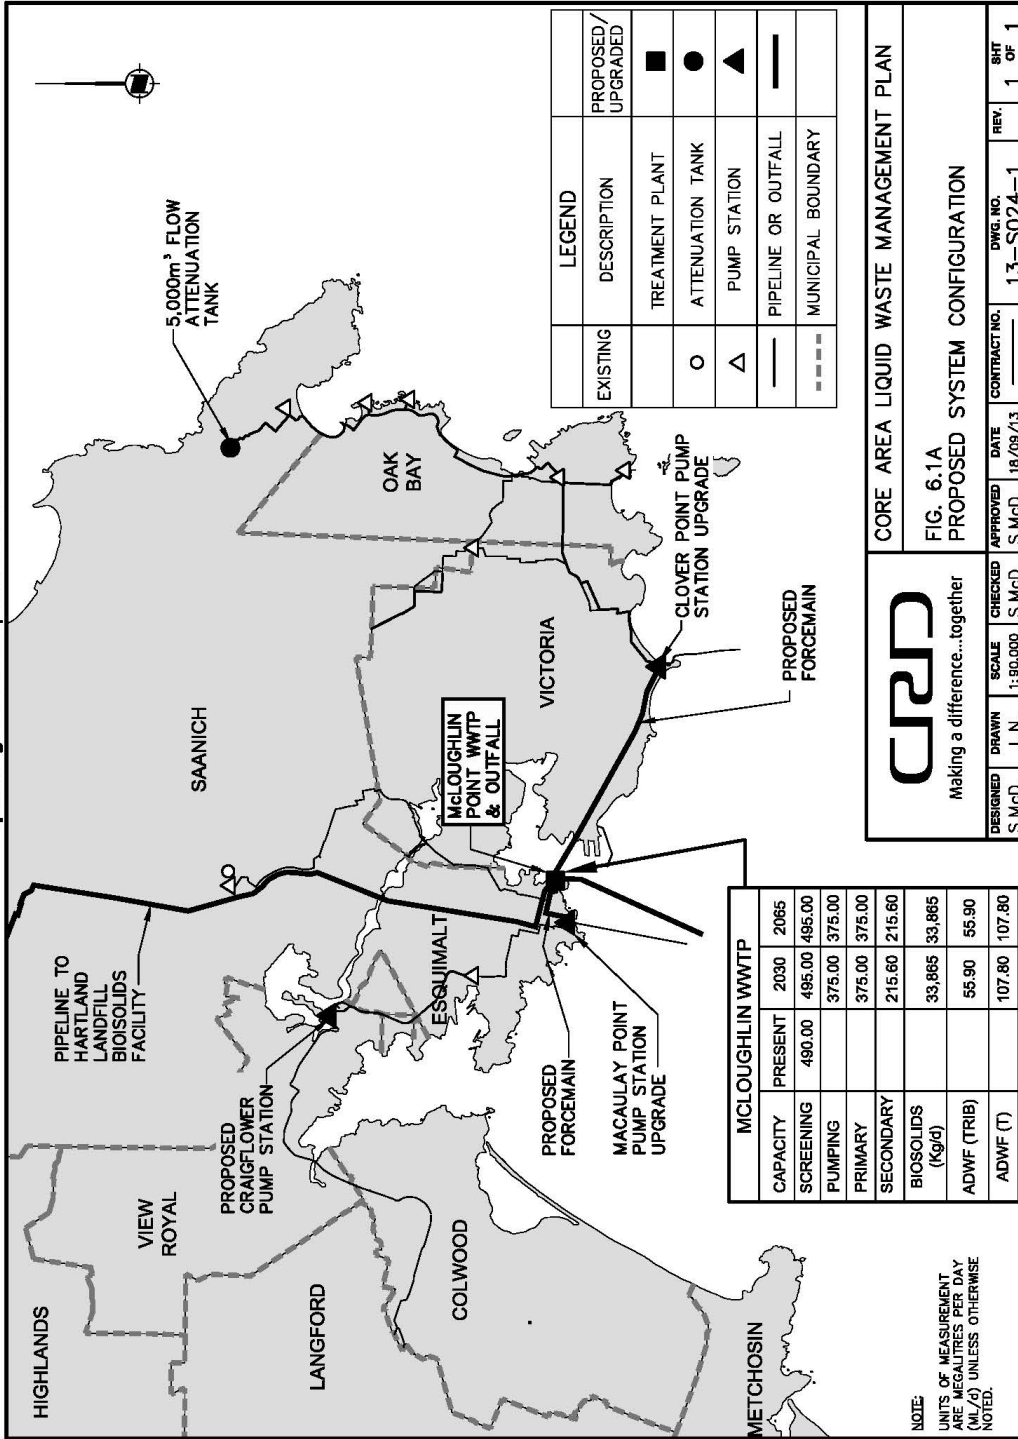 5,000m³ FLOW
ATTENUATION
TANK
PIPELINE TO
HARTLAND
LANDFILL
BIOISOLIDS
FACILITY
HIGHLANDS
VIEW
ROYAL
SAANICH
OAK
BAY
PROPOSED
CRAIGFLOWER
PUMP STATION
LANGFORD
COLWOOD
ESQUIMALT
McLOUGHLIN
POINT WWTP
& OUTFALL
VICTORIA
CLOVER POINT PUMP
STATION UPGRADE
PROPOSED
FORCEMAIN
PROPOSED
FORCEMAIN
MACAULAY POINT
PUMP STATION
UPGRADE
METCHOSIN
LEGEND
EXISTING DESCRIPTION PROPOSED/
UPGRADED
TREATMENT PLANT
ATTENUATION TANK
PUMP STATION
PIPELINE OR OUTFALL
MUNICIPAL BOUNDARY
MCLOUGHLIN WWTP
CAPACITY PRESENT 2030 2065
SCREENING 490.00 495.00 495.00
PUMPING 375.00 375.00
PRIMARY 375.00 375.00
SECONDARY 215.60 215.60
BIOSOLIDS
(Kg/d) 33,865 33,865
ADWF (TRIB) 55.90 55.90
ADWF (T) 107.80 107.80
NOTE:
UNITS OF MEASUREMENT
ARE MEGALITRES PER DAY
(ML/d) UNLESS OTHERWISE
NOTED.
CRD
Making a difference...together
CORE AREA LIQUID WASTE MANAGEMENT PLAN
FIG. 6.1A
PROPOSED SYSTEM CONFIGURATION
DESIGNED DRAWN SCALE CHECKED APPROVED DATE CONTRACT NO. DWG. NO. REV. SHT
S.McD. 1:90,000 S.McD. S.McD. 18/09/13 13-S024-1 1 OF 1